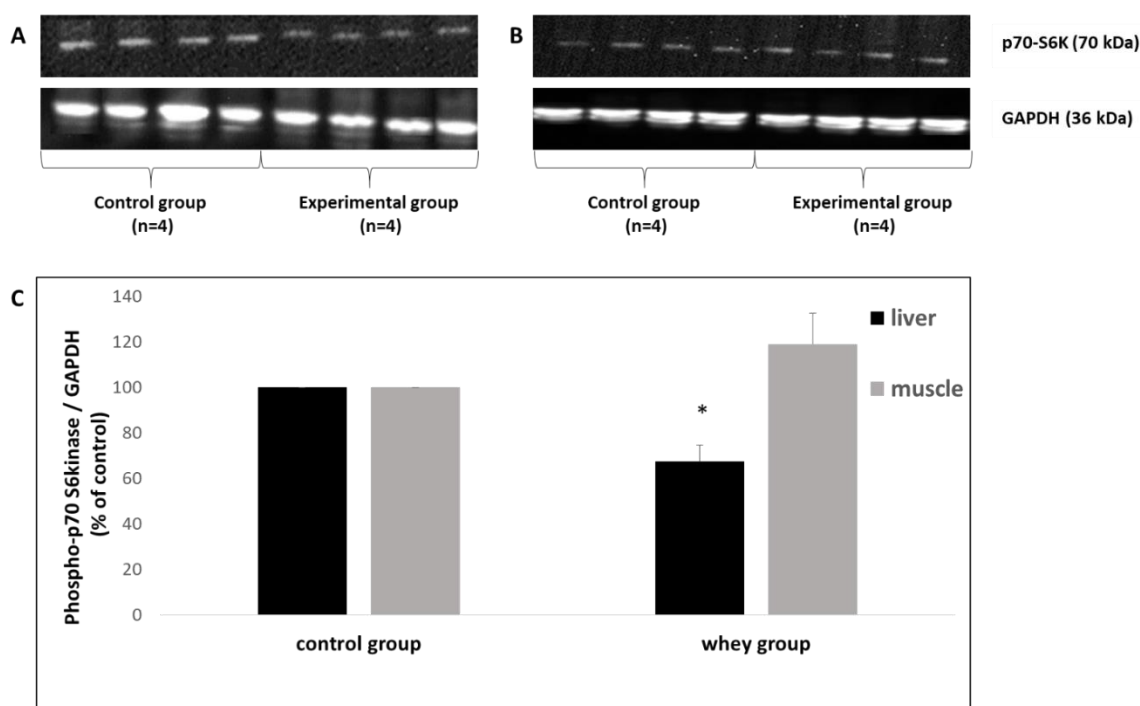 A
B
p70-S6K (70 kDa)
GAPDH (36 kDa)
Control group
(n=4)
Experimental group
(n=4)
Control group
(n=4)
Experimental group
(n=4)
C
Phospho-p70 S6kinase / GAPDH
(% of control)
140
120
100
80
60
40
20
0
*
liver
muscle
control group
whey group